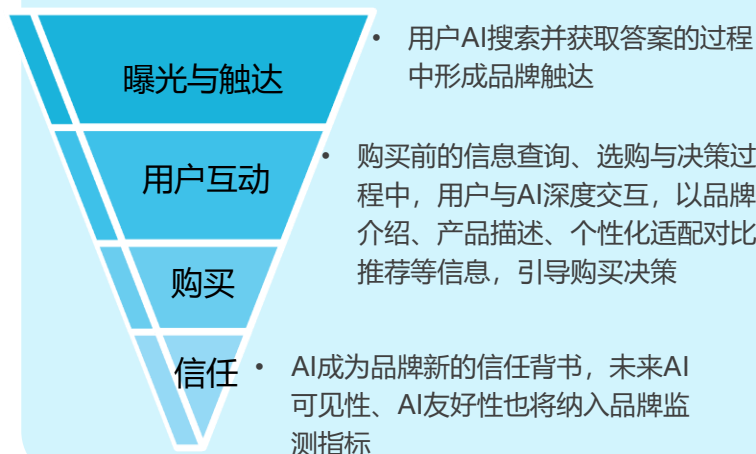 曝光与触达
• 用户AI搜索并获取答案的过程
中形成品牌触达
用户互动
• 购买前的信息查询、选购与决策过
程中，用户与AI深度交互，以品牌
介绍、产品描述、个性化适配对比
推荐等信息，引导购买决策
购买
信任
• AI成为品牌新的信任背书，未来AI
可见性、AI友好性也将纳入品牌监
测指标